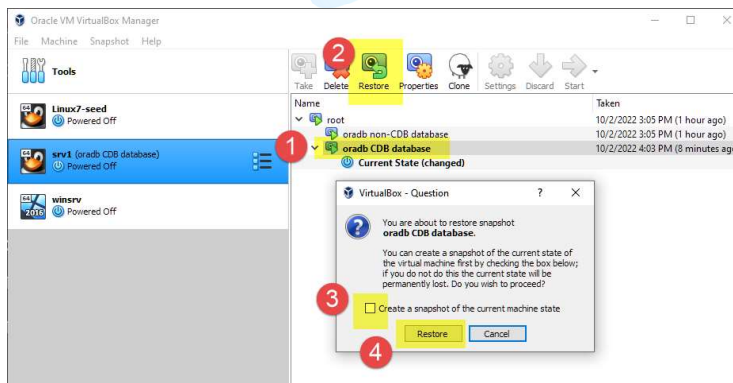 Oracle VM VirtualBox Manager
File Machine Snapshot Help
Tools
2
Take Delete Restore Properties Clone Settings Discard Start
Name Taken
64 Linux7-seed
Powered Off
root 10/2/2022 3:05 PM (1 hour ago)
oradb non-CDB database 10/2/2022 3:05 PM (1 hour ago)
1
64 srv1 (oradb CDB database)
Powered Off
oradb CDB database 10/2/2022 4:03 PM (8 minutes ag
Current State (changed)
64 2016 winsrv
Powered Off
VirtualBox - Question ? X
You are about to restore snapshot
oradb CDB database.
You can create a snapshot of the current state of
the virtual machine first by checking the box below;
if you do not do this the current state will be
permanently lost. Do you wish to proceed?
3
Create a snapshot of the current machine state
Restore Cancel
4